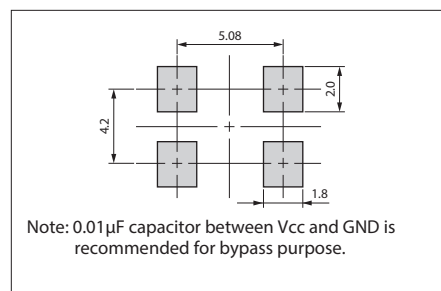 5.08
4.2
2.0
1.8
Note: 0.01µF capacitor between Vcc and GND is
recommended for bypass purpose.